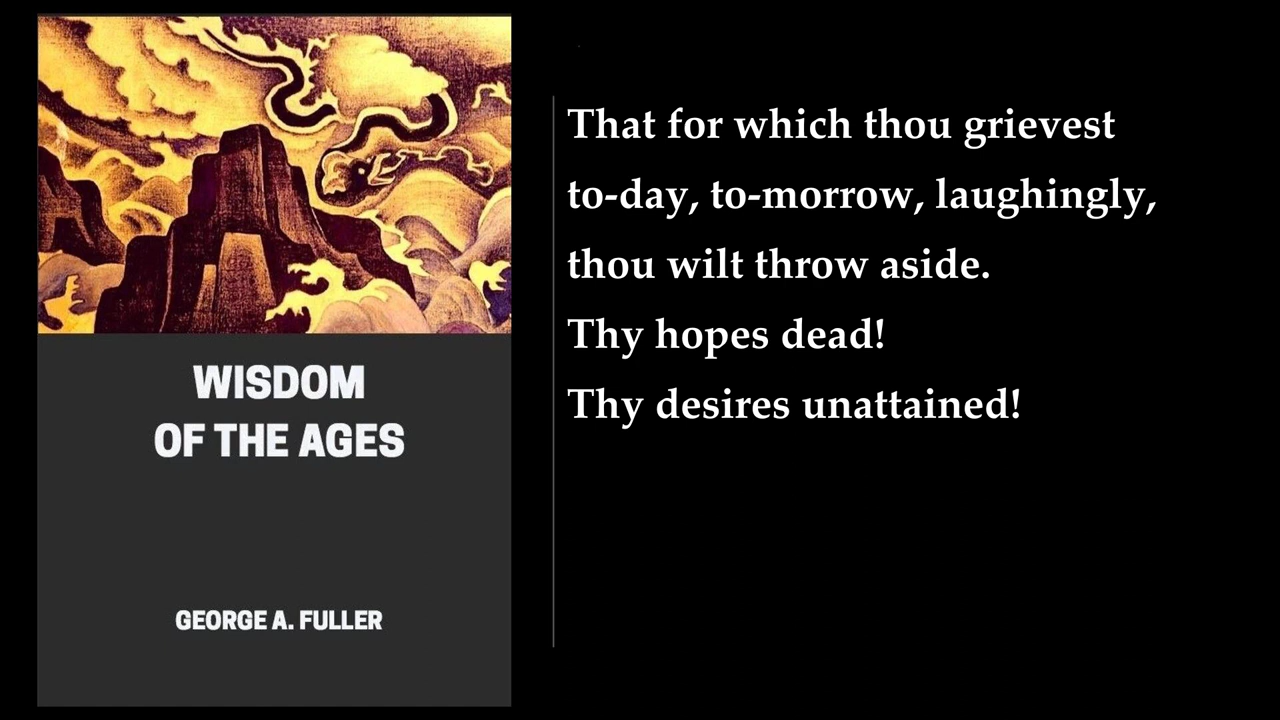 WISDOM
OF THE AGES
GEORGE A. FULLER
That for which thou grievest
to-day, to-morrow, laughingly,
thou wilt throw aside.
Thy hopes dead!
Thy desires unattained!